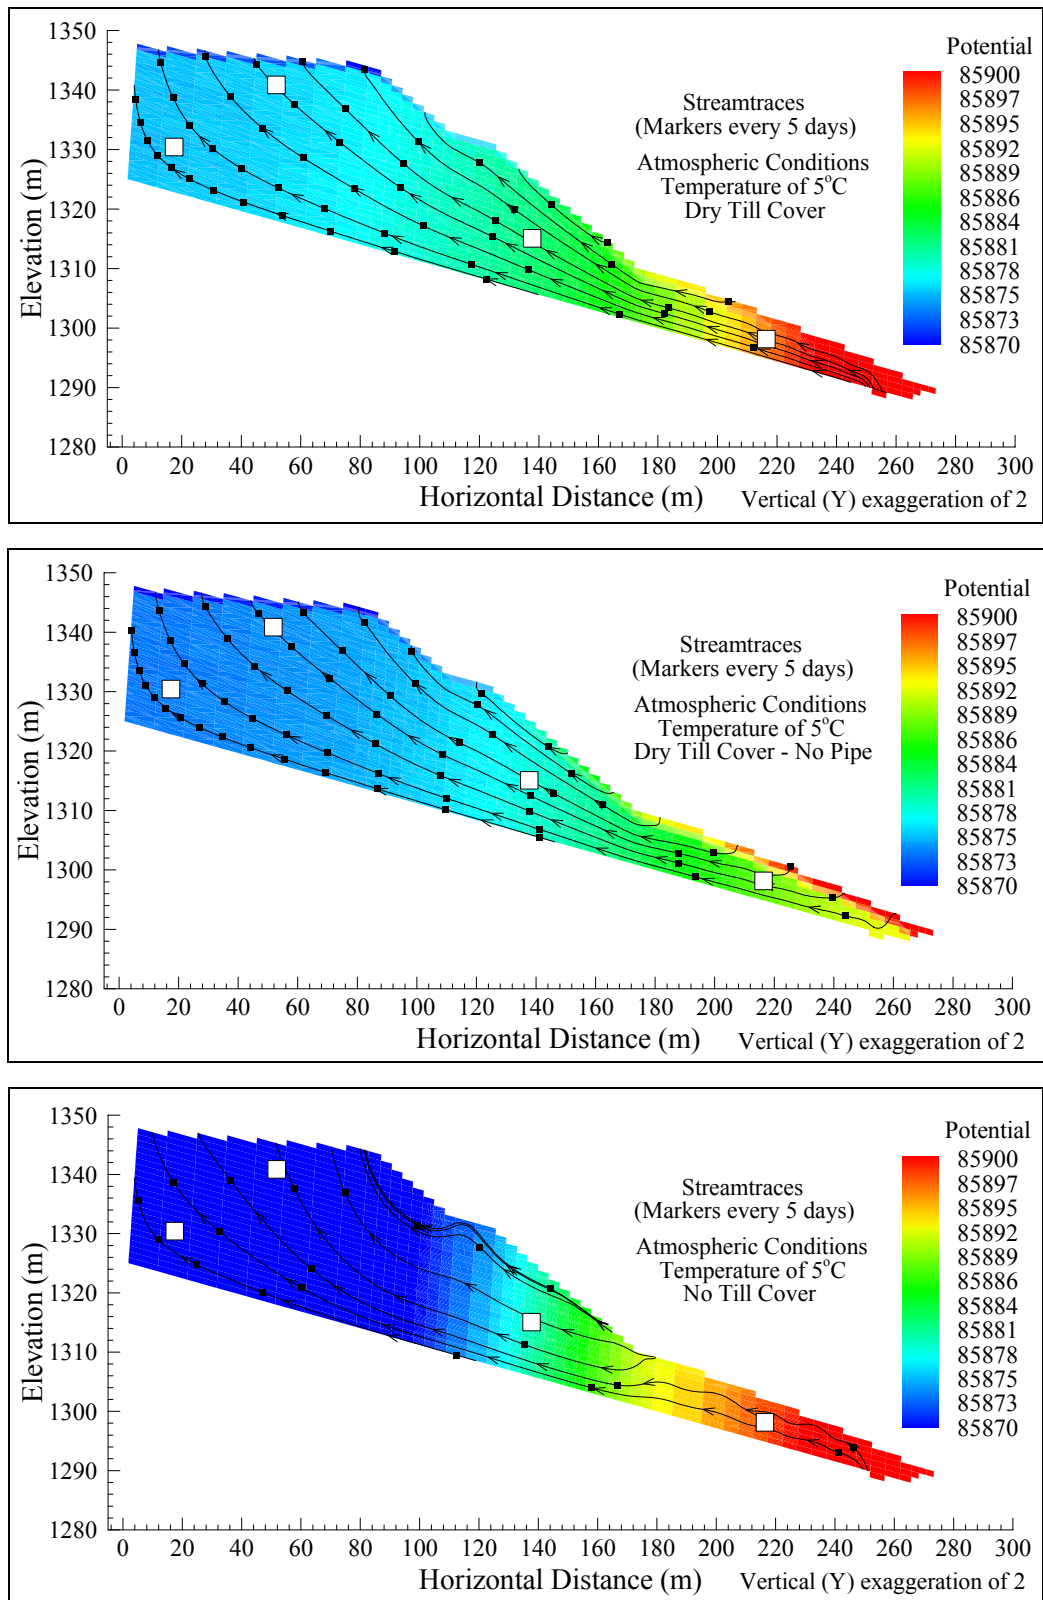 1350
1340
1330
1320
1310
1300
1290
1280
Elevation (m)
0 20 40 60 80 100 120 140 160 180 200 220 240 260 280 300
Horizontal Distance (m)
Vertical (Y) exaggeration of 2
Streamtraces
(Markers every 5 days)
Atmospheric Conditions
Temperature of 5°C
Dry Till Cover
Potential
85900
85897
85895
85892
85889
85886
85884
85881
85878
85875
85873
85870
1350
1340
1330
1320
1310
1300
1290
1280
Elevation (m)
0 20 40 60 80 100 120 140 160 180 200 220 240 260 280 300
Horizontal Distance (m)
Vertical (Y) exaggeration of 2
Streamtraces
(Markers every 5 days)
Atmospheric Conditions
Temperature of 5°C
Dry Till Cover - No Pipe
Potential
85900
85897
85895
85892
85889
85886
85884
85881
85878
85875
85873
85870
1350
1340
1330
1320
1310
1300
1290
1280
Elevation (m)
0 20 40 60 80 100 120 140 160 180 200 220 240 260 280 300
Horizontal Distance (m)
Vertical (Y) exaggeration of 2
Streamtraces
(Markers every 5 days)
Atmospheric Conditions
Temperature of 5°C
No Till Cover
Potential
85900
85897
85895
85892
85889
85886
85884
85881
85878
85875
85873
85870